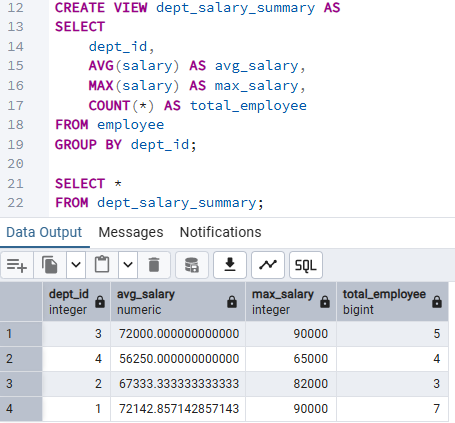 12 CREATE VIEW dept_salary_summary AS
13 SELECT
14 dept_id,
15 AVG(salary) AS avg_salary,
16 MAX(salary) AS max_salary,
17 COUNT(*) AS total_employee
18 FROM employee
19 GROUP BY dept_id;
20
21 SELECT *
22 FROM dept_salary_summary;
Data Output Messages Notifications
SQL
dept_id avg_salary max_salary total_employee
integer numeric integer bigint
1 3 72000.000000000000 90000 5
2 4 56250.000000000000 65000 4
3 2 67333.333333333333 82000 3
4 1 72142.857142857143 90000 7